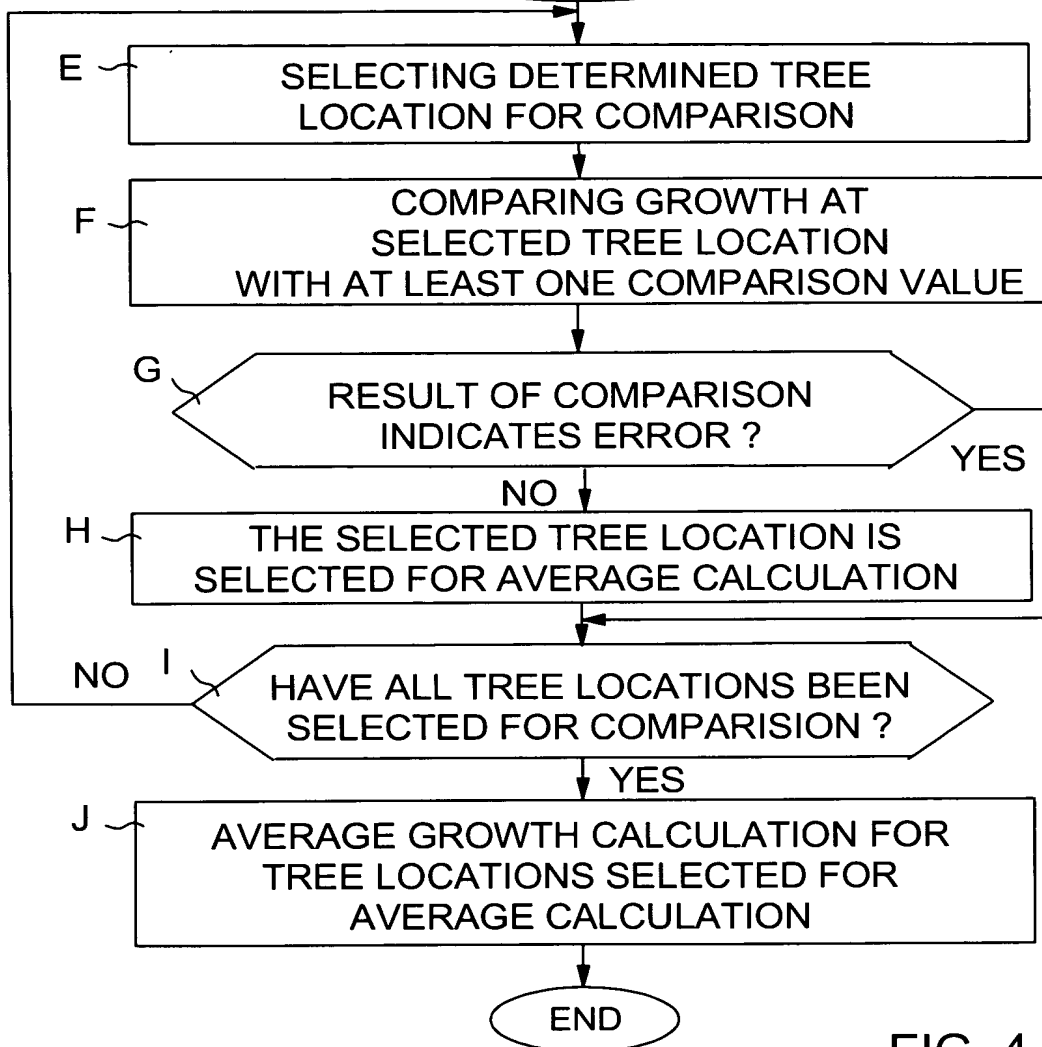 E
SELECTING DETERMINED TREE
LOCATION FOR COMPARISON
F
COMPARING GROWTH AT
SELECTED TREE LOCATION
WITH AT LEAST ONE COMPARISON VALUE
G
RESULT OF COMPARISON
INDICATES ERROR ?
YES
NO
H
THE SELECTED TREE LOCATION IS
SELECTED FOR AVERAGE CALCULATION
NO
I
HAVE ALL TREE LOCATIONS BEEN
SELECTED FOR COMPARISION ?
YES
J
AVERAGE GROWTH CALCULATION FOR
TREE LOCATIONS SELECTED FOR
AVERAGE CALCULATION
END
FIG. 4